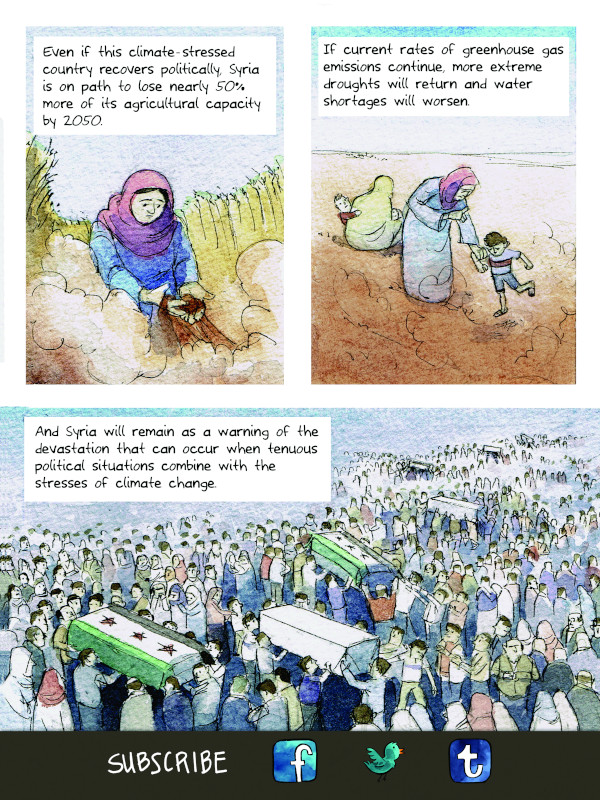 Even if this climate-stressed
country recovers politically, Syria
is on path to lose nearly 50%
more of its agricultural capacity
by 2050.
If current rates of greenhouse gas
emissions continue, more extreme
droughts will return and water
shortages will worsen.
And Syria will remain as a warning of the
devastation that can occur when tenuous
political situations combine with the
stresses of climate change.
SUBSCRIBE
f
t